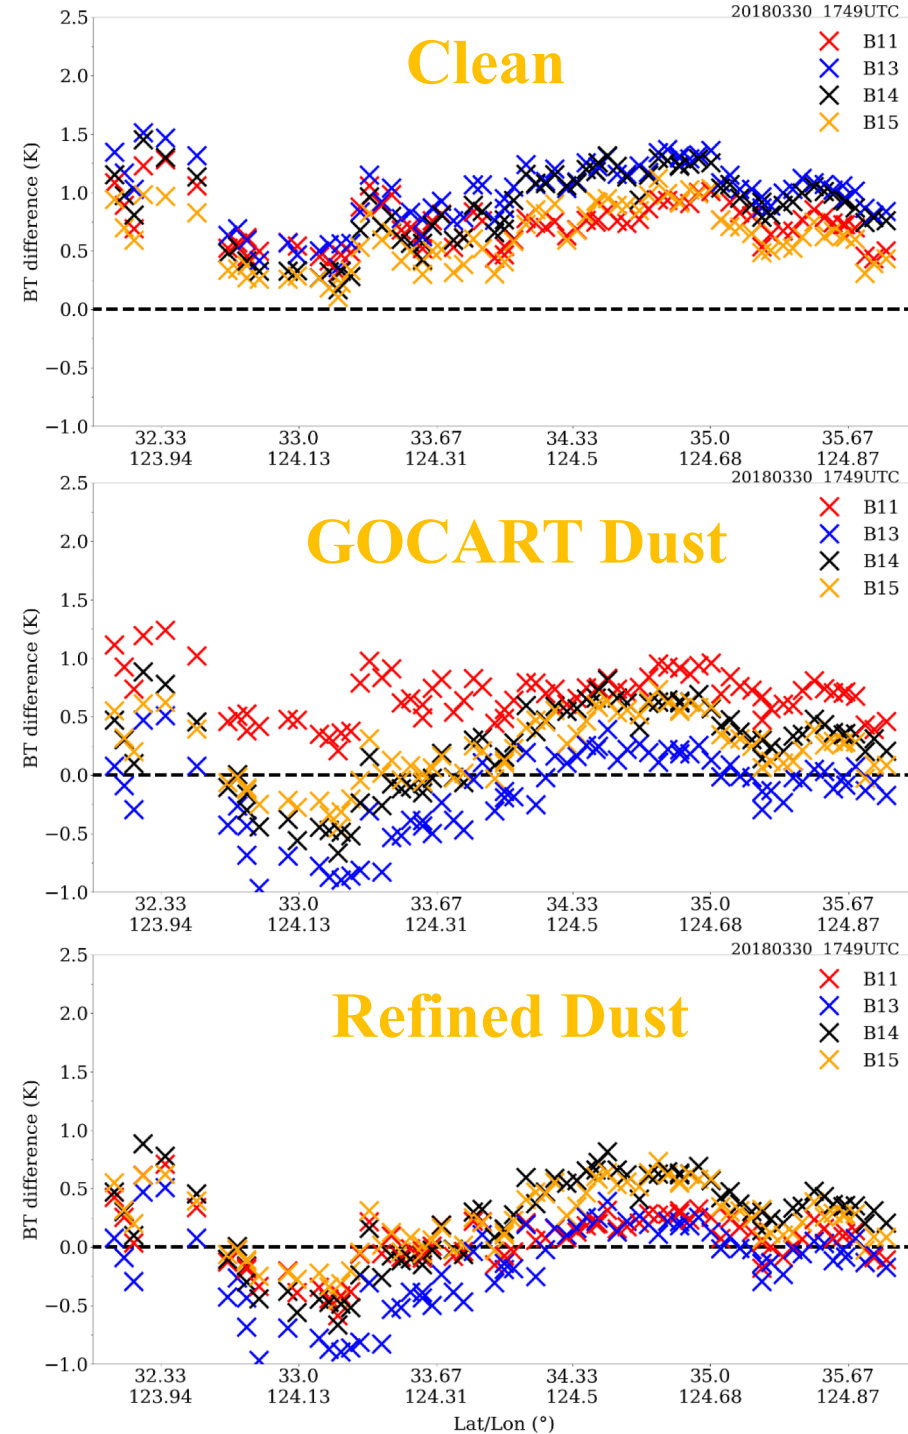 20180330 1749UTC
Clean
B11
B13
B14
B15
BT difference (K)
2.5
2.0
1.5
1.0
0.5
0.0
−0.5
−1.0
32.33 33.0 33.67 34.33 35.0 35.67
123.94 124.13 124.31 124.5 124.68 124.87
20180330 1749UTC
GOCART Dust
B11
B13
B14
B15
BT difference (K)
2.5
2.0
1.5
1.0
0.5
0.0
−0.5
−1.0
32.33 33.0 33.67 34.33 35.0 35.67
123.94 124.13 124.31 124.5 124.68 124.87
20180330 1749UTC
Refined Dust
B11
B13
B14
B15
BT difference (K)
2.5
2.0
1.5
1.0
0.5
0.0
−0.5
−1.0
32.33 33.0 33.67 34.33 35.0 35.67
123.94 124.13 124.31 124.5 124.68 124.87
Lat/Lon (°)